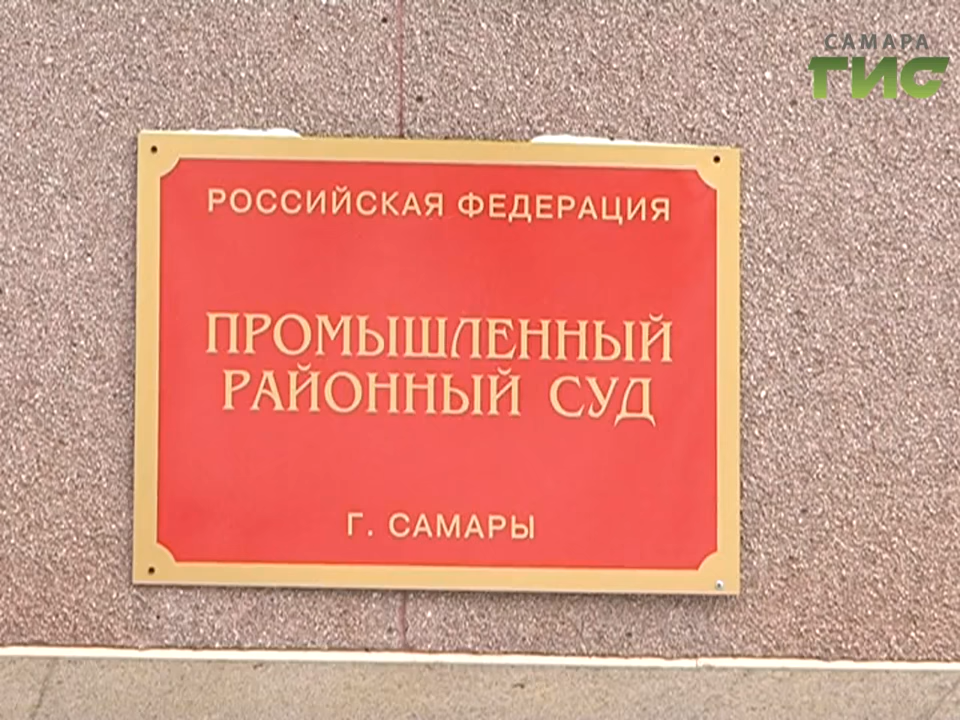 САМАРА
ГИС
РОССИЙСКАЯ ФЕДЕРАЦИЯ
ПРОМЫШЛЕННЫЙ
РАЙОННЫЙ СУД
Г. САМАРЫ